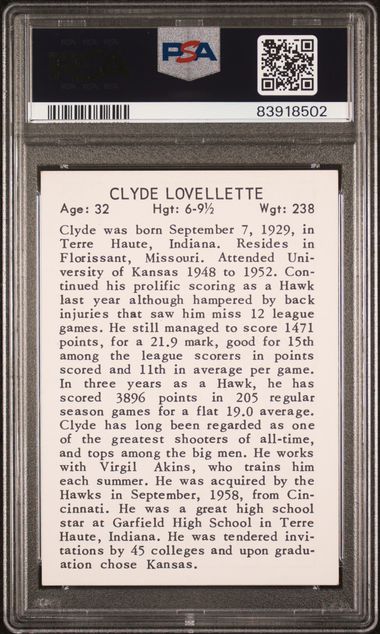 PSA
83918502
CLYDE LOVELLETTE
Age: 32 Hgt: 6-9½ Wgt: 238
Clyde was born September 7, 1929, in
Terre Haute, Indiana. Resides in
Florissant, Missouri. Attended Uni-
versity of Kansas 1948 to 1952. Con-
tinued his prolific scoring as a Hawk
last year although hampered by back
injuries that saw him miss 12 league
games. He still managed to score 1471
points, for a 21.9 mark, good for 15th
among the league scorers in points
scored and 11th in average per game.
In three years as a Hawk, he has
scored 3896 points in 205 regular
season games for a flat 19.0 average.
Clyde has long been regarded as one
of the greatest shooters of all-time,
and tops among the big men. He works
with Virgil Akins, who trains him
each summer. He was acquired by the
Hawks in September, 1958, from Cin-
cinnati. He was a great high school
star at Garfield High School in Terre
Haute, Indiana. He was tendered invi-
tations by 45 colleges and upon gradu-
ation chose Kansas.